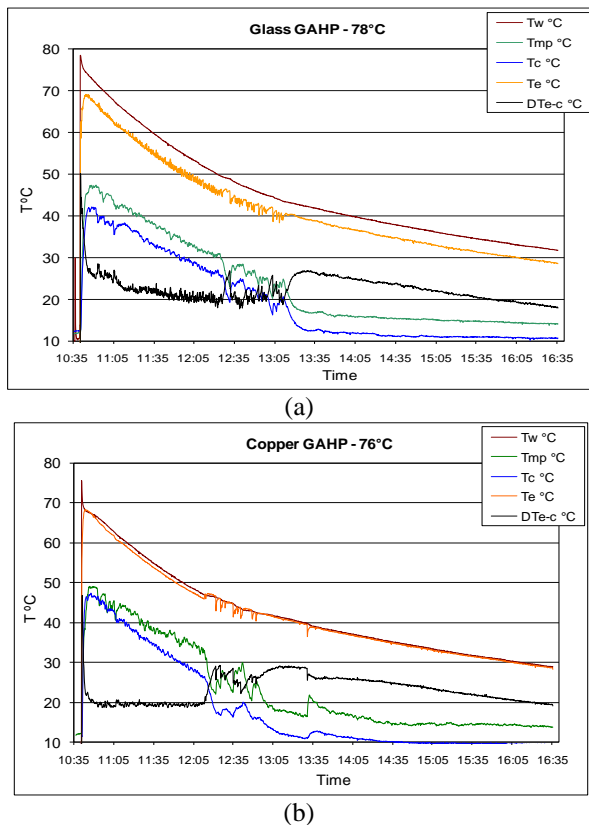 Glass GAHP - 78°C
Tw °C
Tmp °C
Tc °C
Te °C
DTe-c °C
80
70
60
50
40
30
20
10
T°C
10:35 11:05 11:35 12:05 12:35 13:05 13:35 14:05 14:35 15:05 15:35 16:05 16:35
Time
(a)
Copper GAHP - 76°C
Tw °C
Tmp °C
Tc °C
Te °C
DTe-c °C
80
70
60
50
40
30
20
10
T°C
10:35 11:05 11:35 12:05 12:35 13:05 13:35 14:05 14:35 15:05 15:35 16:05 16:35
Time
(b)